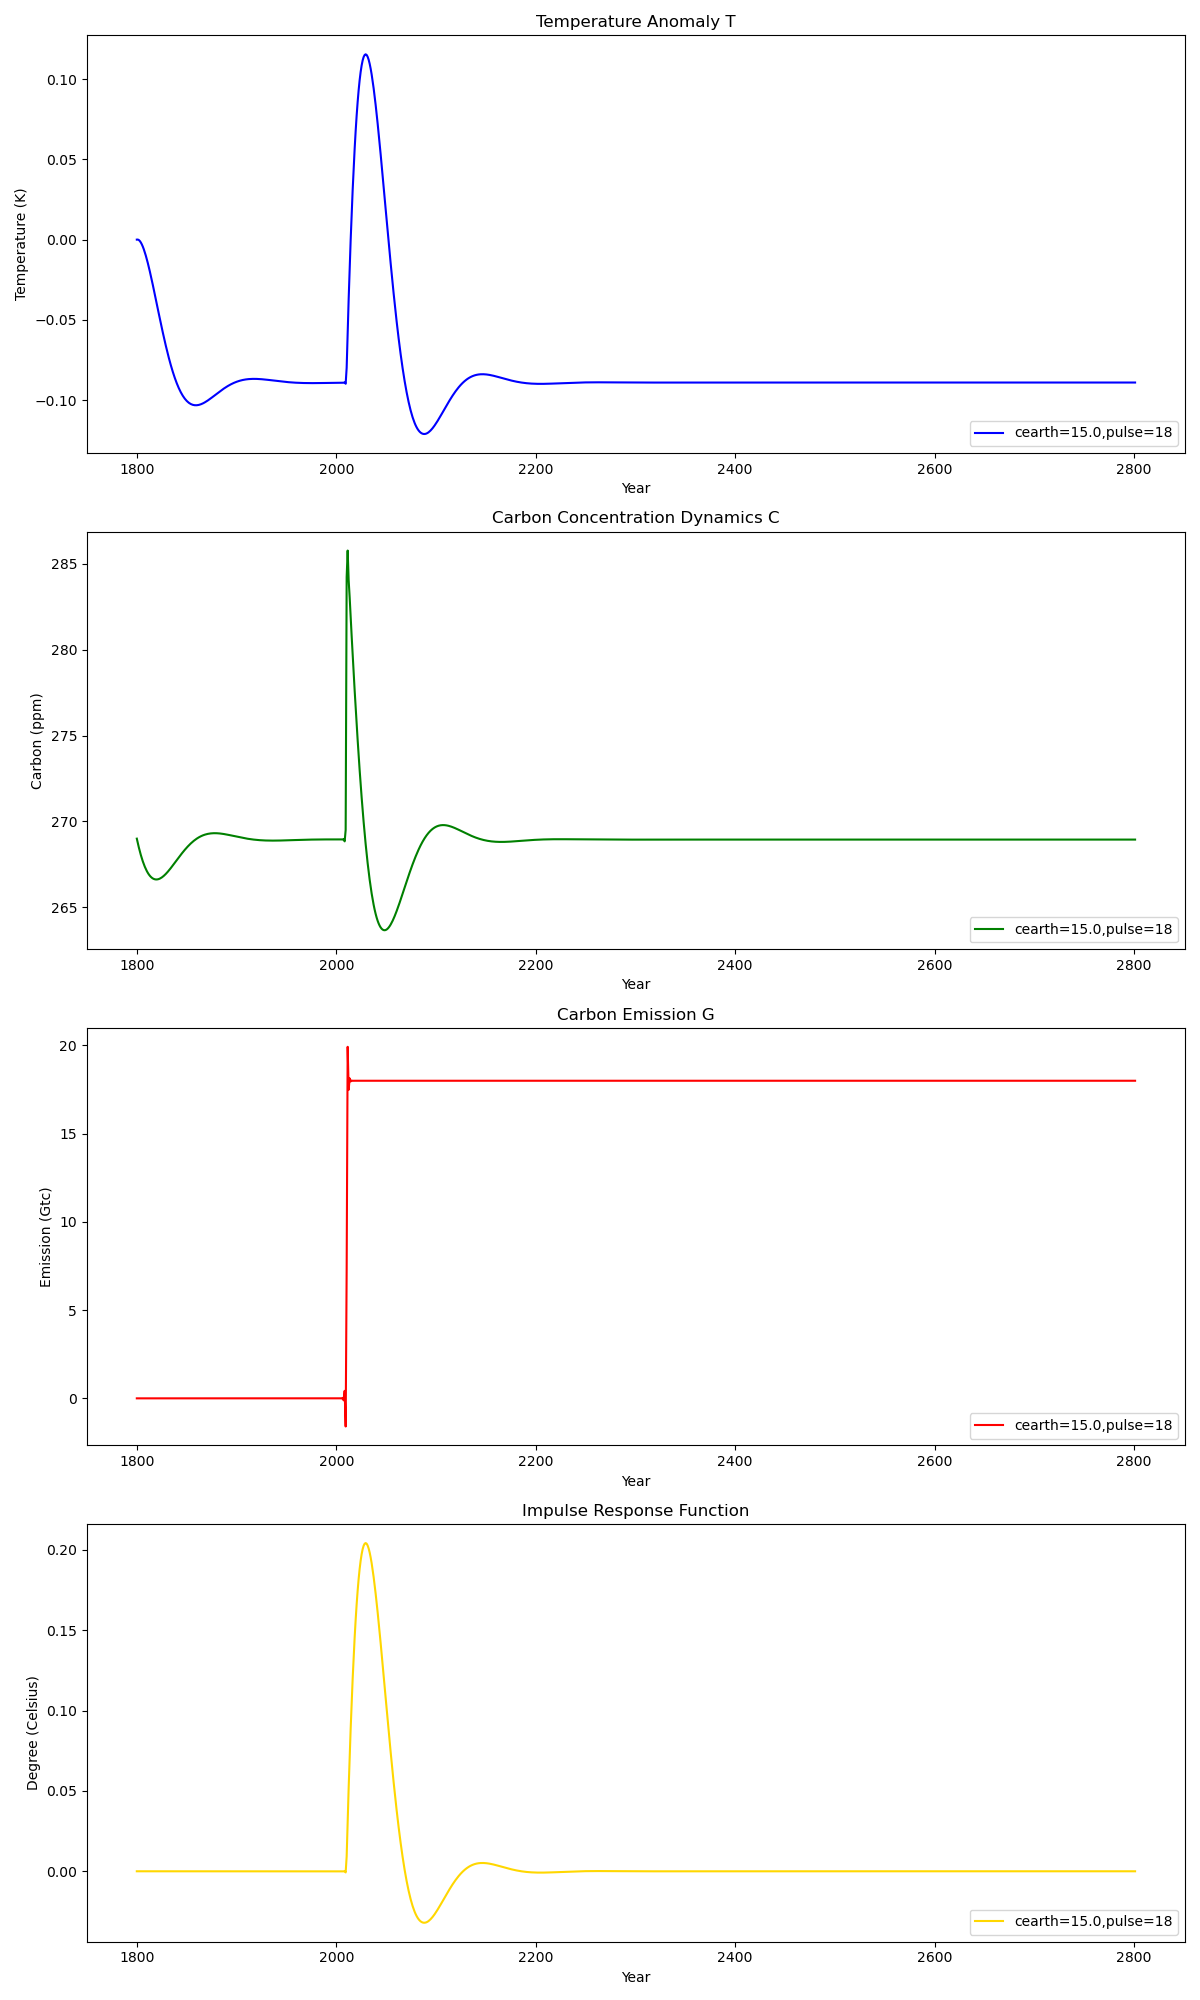 Temperature Anomaly T
0.10
0.05
0.00
−0.05
−0.10
Temperature (K)
cearth=15.0,pulse=18
1800 2000 2200 2400 2600 2800
Year
Carbon Concentration Dynamics C
285
280
275
270
265
Carbon (ppm)
cearth=15.0,pulse=18
1800 2000 2200 2400 2600 2800
Year
Carbon Emission G
20
15
10
5
0
Emission (Gtc)
cearth=15.0,pulse=18
1800 2000 2200 2400 2600 2800
Year
Impulse Response Function
0.20
0.15
0.10
0.05
0.00
Degree (Celsius)
cearth=15.0,pulse=18
1800 2000 2200 2400 2600 2800
Year